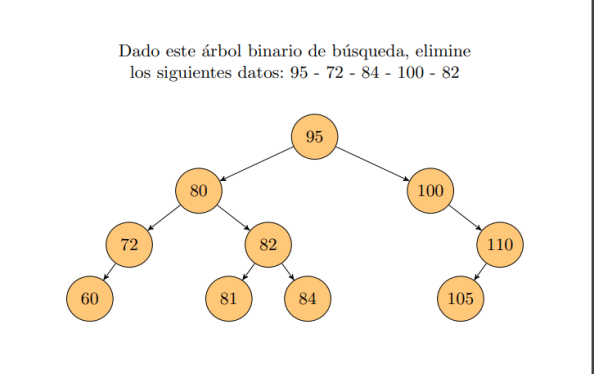 Dado este árbol binario de búsqueda, elimine
los siguientes datos: 95 - 72 - 84 - 100 - 82
95
80 100
72 82 110
60 81 84 105